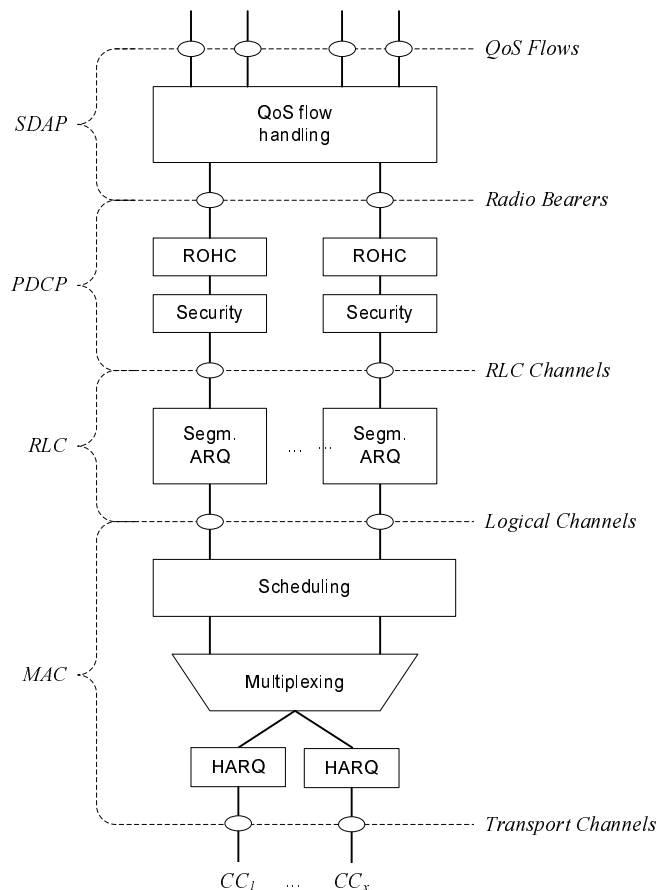 QoS Flows
QoS flow
handling
SDAP
Radio Bearers
ROHC
ROHC
PDCP
Security
Security
RLC Channels
Segm.
ARQ
...
...
Segm.
ARQ
RLC
Logical Channels
Scheduling
MAC
Multiplexing
HARQ
HARQ
Transport Channels
CC1
...
CCx